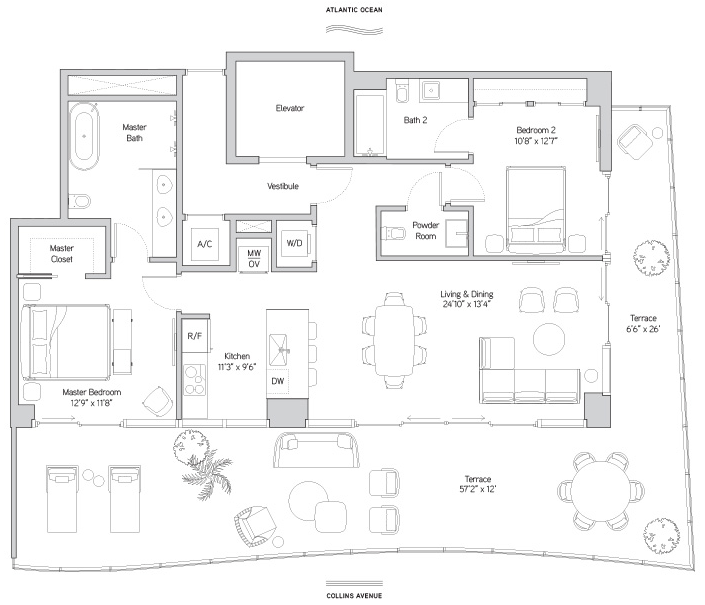 ATLANTIC OCEAN
Elevator
Bath 2
Bedroom 2
10'8" x 12'7"
Master
Bath
Vestibule
Powder
Room
A/C
MW
OV
W/D
Master
Closet
Living & Dining
24'10" x 13'4"
Terrace
6'6" x 26'
R/F
Kitchen
11'3" x 9'6"
DW
Master Bedroom
12'9" x 11'8"
Terrace
57'2" x 12'
COLLINS AVENUE